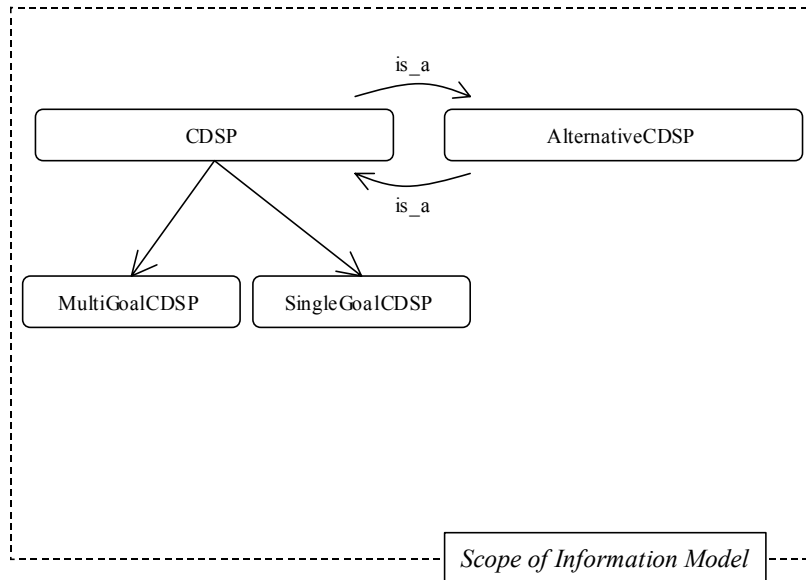 is_a
CDSP
AlternativeCDSP
is_a
MultiGoalCDSP
SingleGoalCDSP
Scope of Information Model